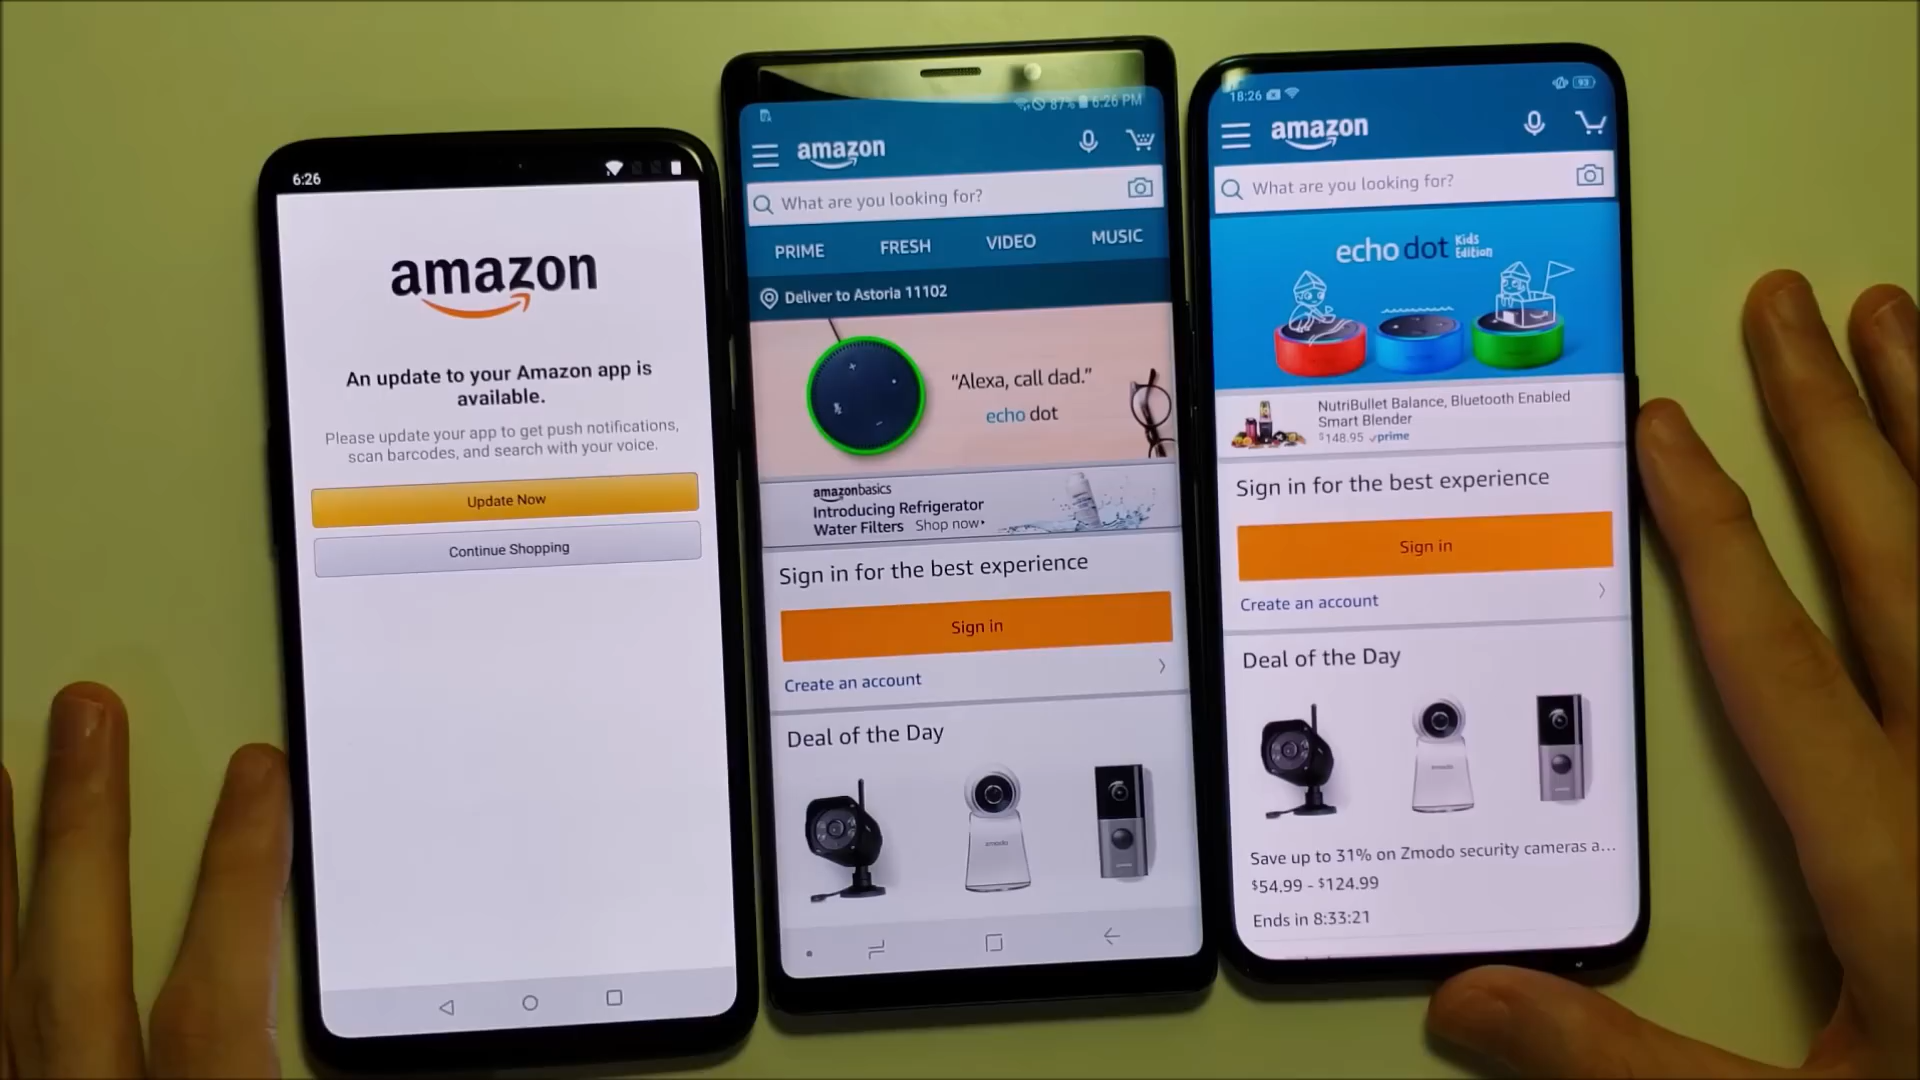 6:26
amazon
An update to your Amazon app is
available.
Please update your app to get push notifications,
scan barcodes, and search with your voice.
Update Now
Continue Shopping
87% 6:26 PM
amazon
What are you looking for?
PRIME FRESH VIDEO MUSIC
Deliver to Astoria 11102
"Alexa, call dad."
echo dot
amazonbasics
Introducing Refrigerator
Water Filters Shop now
Sign in for the best experience
Sign in
Create an account
Deal of the Day
zmodo
18:26 93
amazon
What are you looking for?
echo dot Kids
Edition
NutriBullet Balance, Bluetooth Enabled
Smart Blender
$148.95 prime
Sign in for the best experience
Sign in
Create an account
Deal of the Day
zmodo
Save up to 31% on Zmodo security cameras a...
$54.99 - $124.99
Ends in 8:33:21